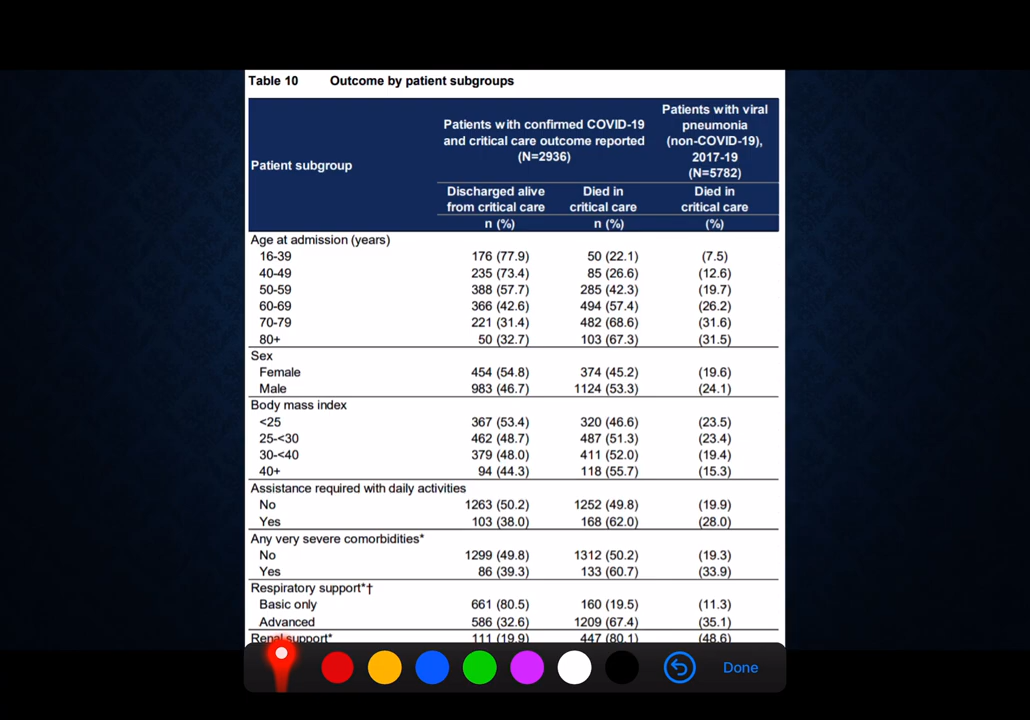 Table 10 Outcome by patient subgroups
Patient subgroup
Patients with confirmed COVID-19
and critical care outcome reported
(N=2936)
Patients with viral
pneumonia
(non-COVID-19),
2017-19
(N=5782)
Discharged alive
from critical care
Died in
critical care
Died in
critical care
n (%) n (%) (%)
Age at admission (years)
16-39 176 (77.9) 50 (22.1) (7.5)
40-49 235 (73.4) 85 (26.6) (12.6)
50-59 388 (57.7) 285 (42.3) (19.7)
60-69 366 (42.6) 494 (57.4) (26.2)
70-79 221 (31.4) 482 (68.6) (31.6)
80+ 50 (32.7) 103 (67.3) (31.5)
Sex
Female 454 (54.8) 374 (45.2) (19.6)
Male 983 (46.7) 1124 (53.3) (24.1)
Body mass index
<25 367 (53.4) 320 (46.6) (23.5)
25-<30 462 (48.7) 487 (51.3) (23.4)
30-<40 379 (48.0) 411 (52.0) (19.4)
40+ 94 (44.3) 118 (55.7) (15.3)
Assistance required with daily activities
No 1263 (50.2) 1252 (49.8) (19.9)
Yes 103 (38.0) 168 (62.0) (28.0)
Any very severe comorbidities*
No 1299 (49.8) 1312 (50.2) (19.3)
Yes 86 (39.3) 133 (60.7) (33.9)
Respiratory support*†
Basic only 661 (80.5) 160 (19.5) (11.3)
Advanced 586 (32.6) 1209 (67.4) (35.1)
Renal support* 111 (19.9) 447 (80.1) (48.6)
Done